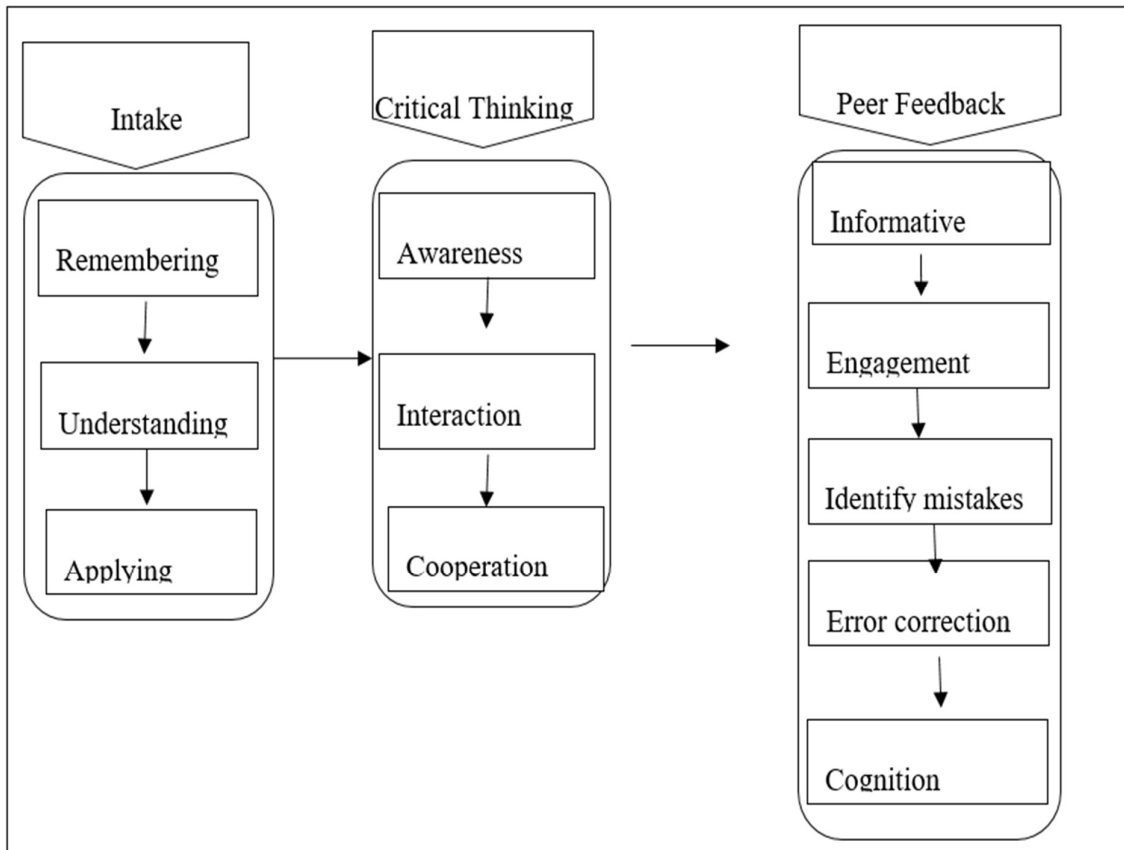 Intake
Remembering
Understanding
Applying
Critical Thinking
Awareness
Interaction
Cooperation
Peer Feedback
Informative
Engagement
Identify mistakes
Error correction
Cognition